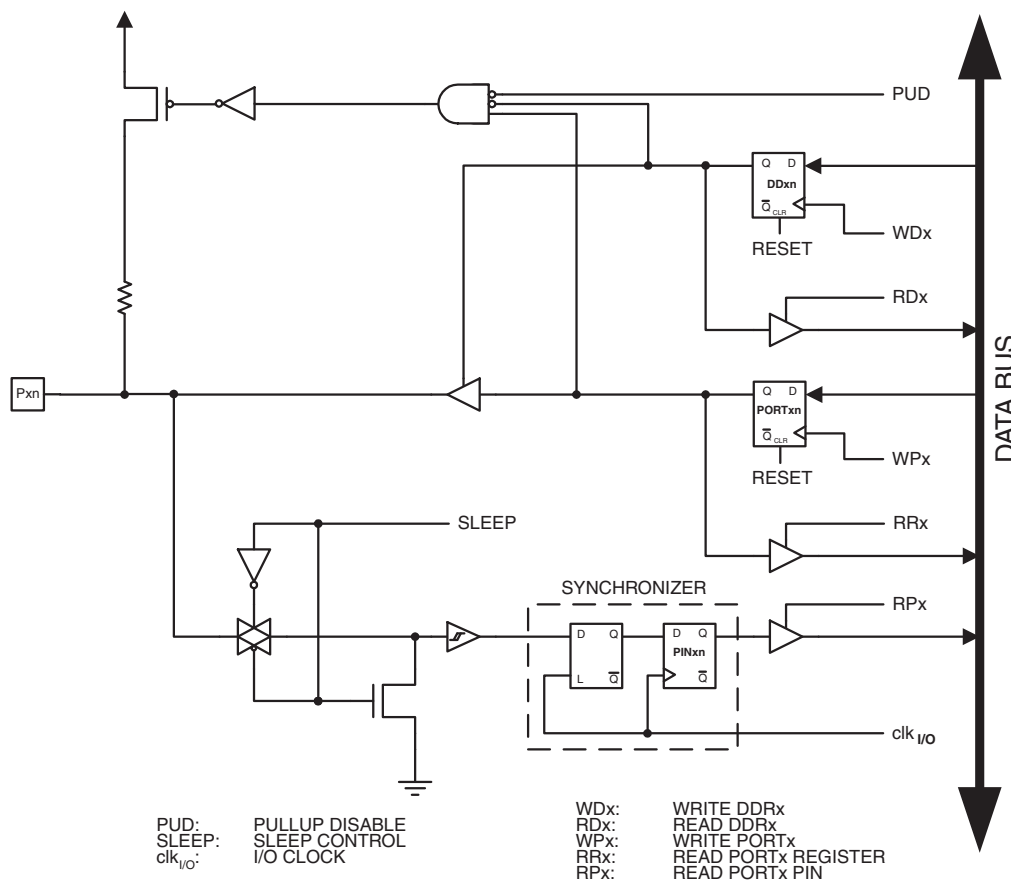 PUD
Q D
DDxn
Q CLR
WDx
RESET
RDx
Pxn
Q D
PORTxn
Q CLR
WPx
RESET
DATA BUS
SLEEP
RRx
SYNCHRONIZER
RPx
D Q
L Q
D Q
PINxn
Q
clk I/O
PUD: PULLUP DISABLE
SLEEP: SLEEP CONTROL
clk I/O: I/O CLOCK
WDx: WRITE DDRx
RDx: READ DDRx
WPx: WRITE PORTx
RRx: READ PORTx REGISTER
RPx: READ PORTx PIN